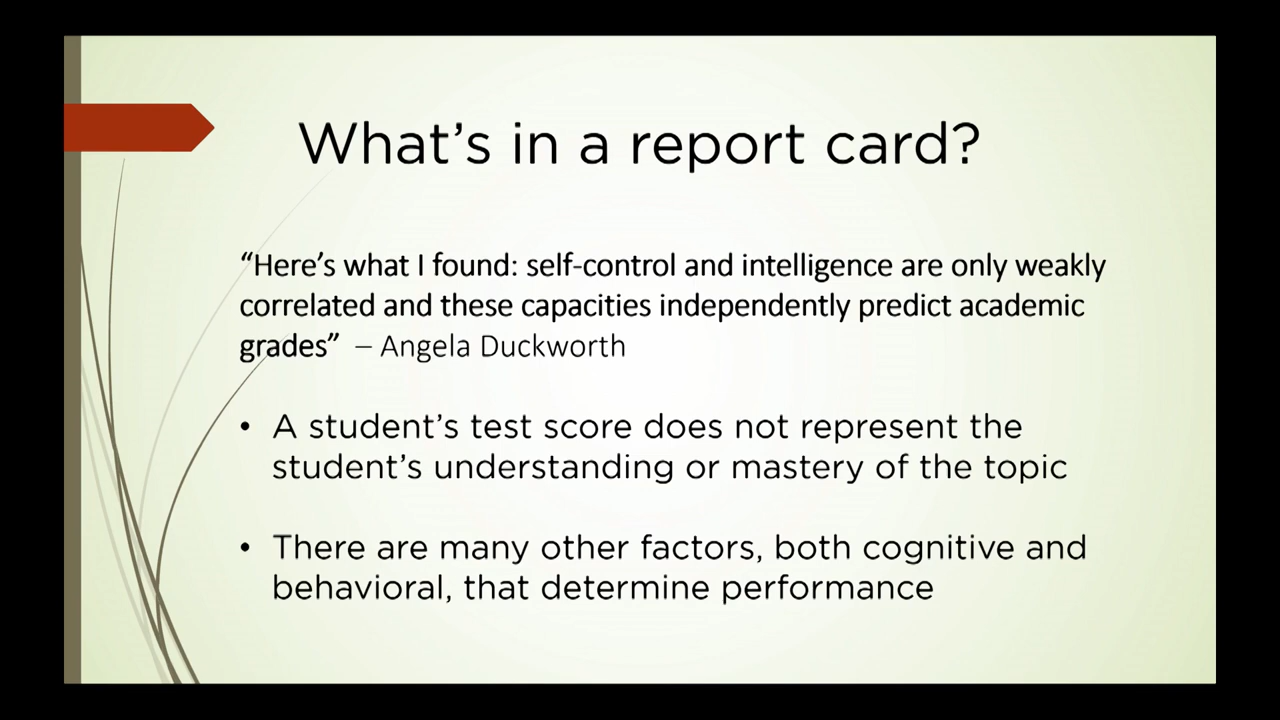 What's in a report card?
“Here's what I found: self-control and intelligence are only weakly
correlated and these capacities independently predict academic
grades” – Angela Duckworth
• A student's test score does not represent the
student's understanding or mastery of the topic
• There are many other factors, both cognitive and
behavioral, that determine performance